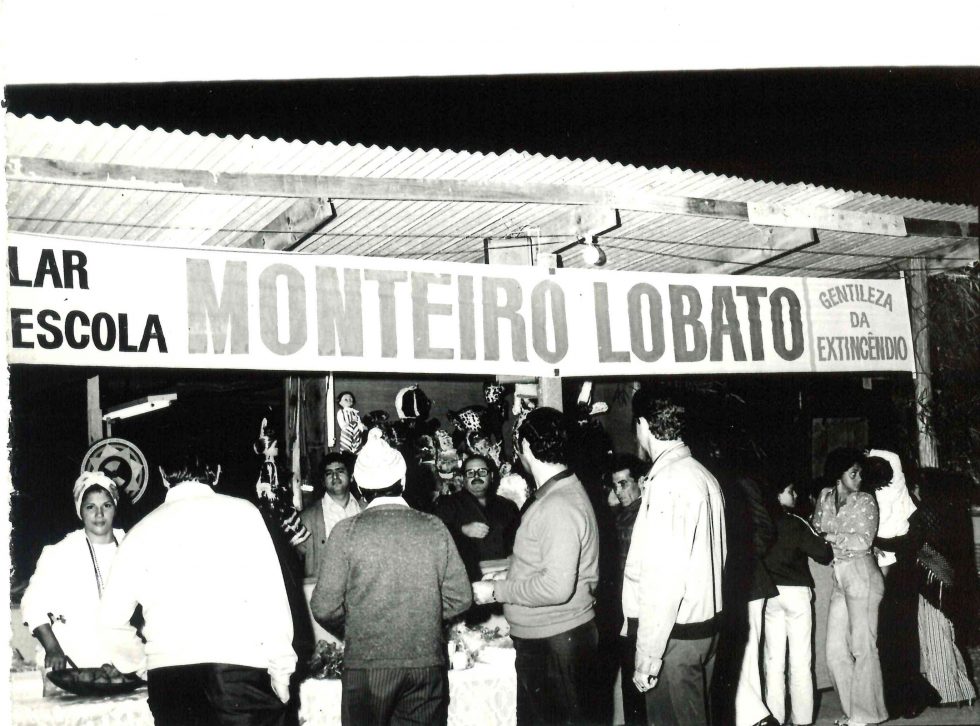 LAR
ESCOLA
MONTEIRO LOBATO
GENTILEZA
DA
EXTINCÊNDIO